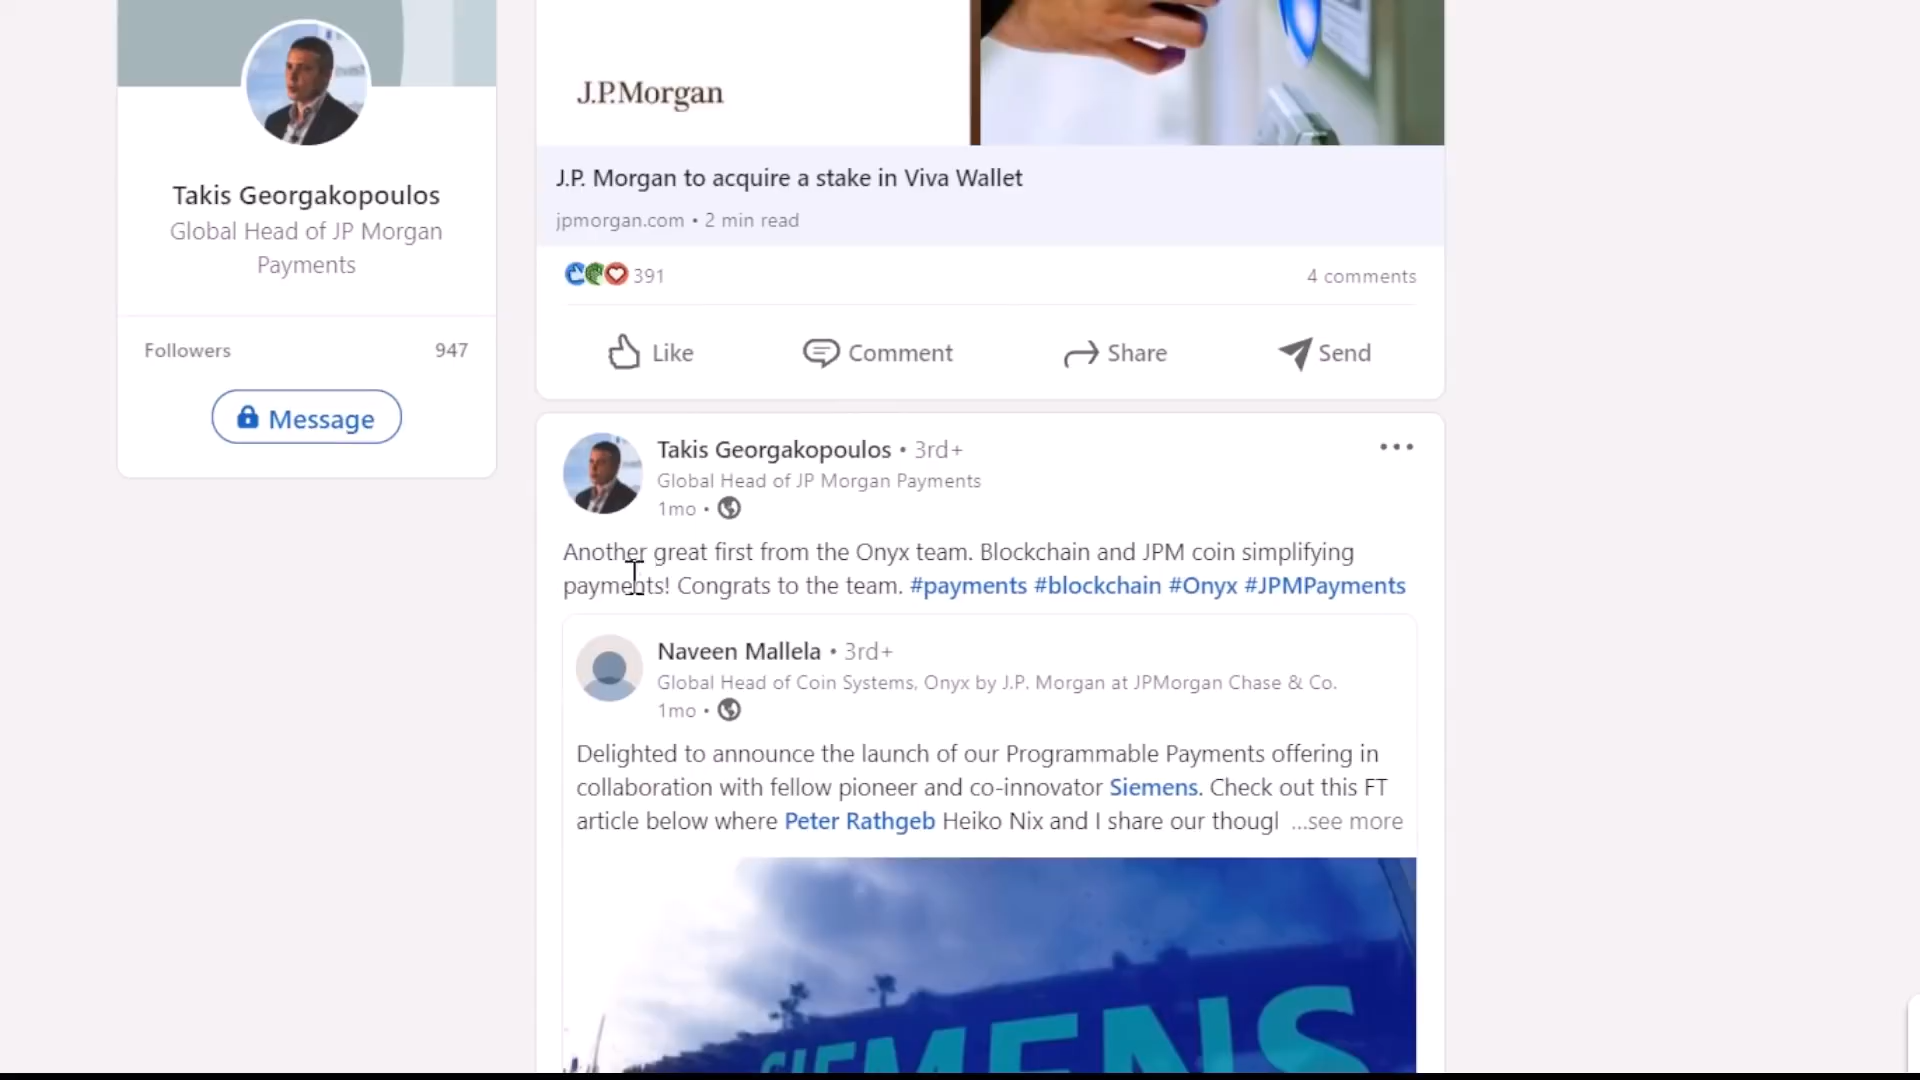 Takis Georgakopoulos
Global Head of JP Morgan
Payments
Followers 947
Message
J.P.Morgan
J.P. Morgan to acquire a stake in Viva Wallet
jpmorgan.com • 2 min read
391 4 comments
Like Comment Share Send
Takis Georgakopoulos • 3rd+
Global Head of JP Morgan Payments
1mo •
Another great first from the Onyx team. Blockchain and JPM coin simplifying
payments! Congrats to the team. #payments #blockchain #Onyx #JPMPayments
Naveen Mallela • 3rd+
Global Head of Coin Systems, Onyx by J.P. Morgan at JPMorgan Chase & Co.
1mo •
Delighted to announce the launch of our Programmable Payments offering in
collaboration with fellow pioneer and co-innovator Siemens. Check out this FT
article below where Peter Rathgeb Heiko Nix and I share our thougl ...see more
SIEMENS